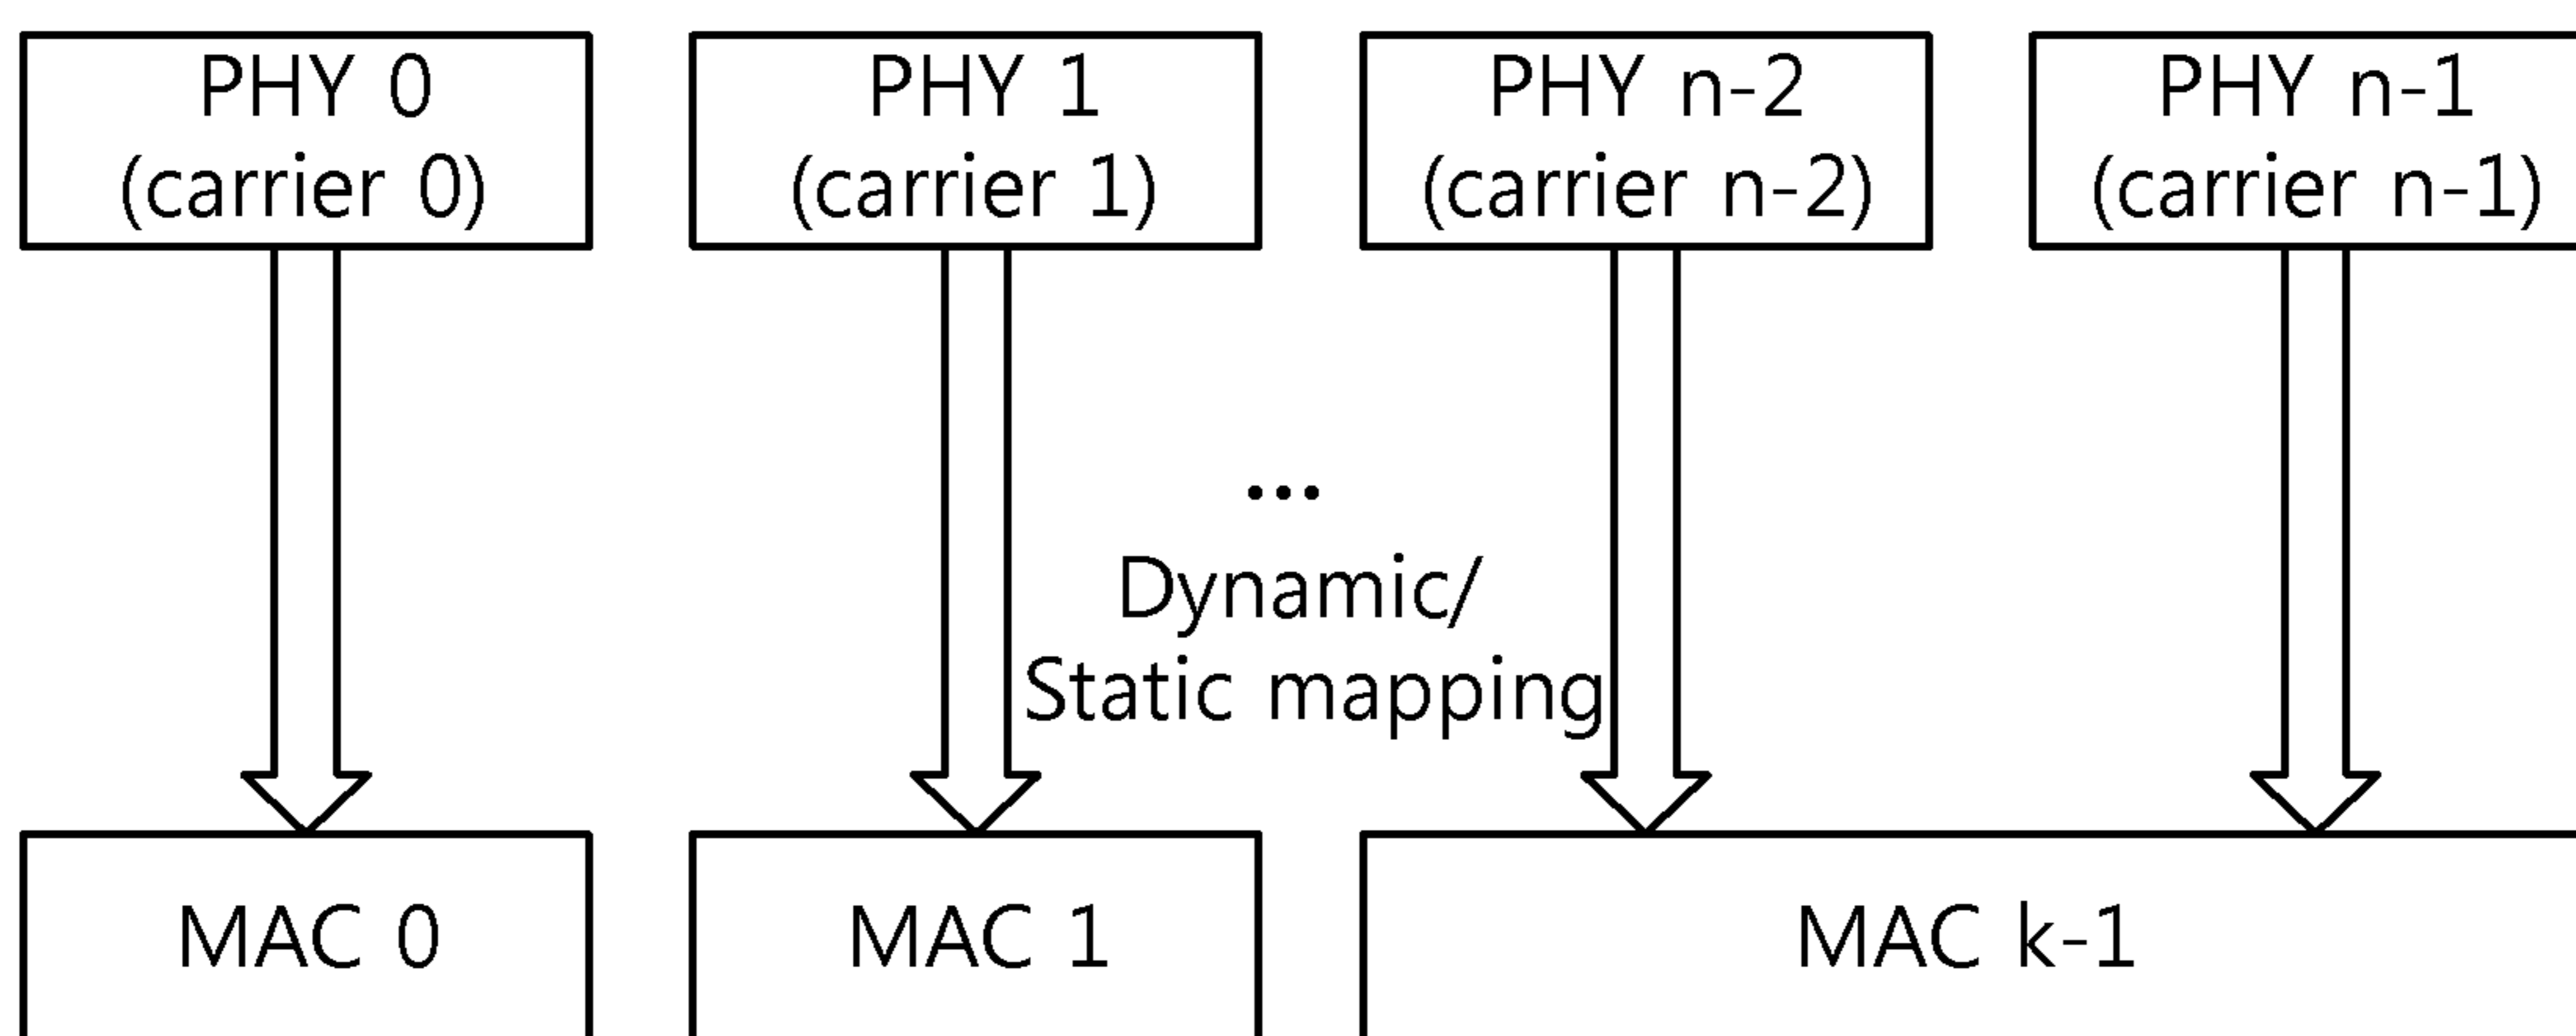 PHY 0
(carrier 0)
PHY 1
(carrier 1)
PHY n-2
(carrier n-2)
PHY n-1
(carrier n-1)
...
Dynamic/
Static mapping
MAC 0
MAC 1
MAC k-1